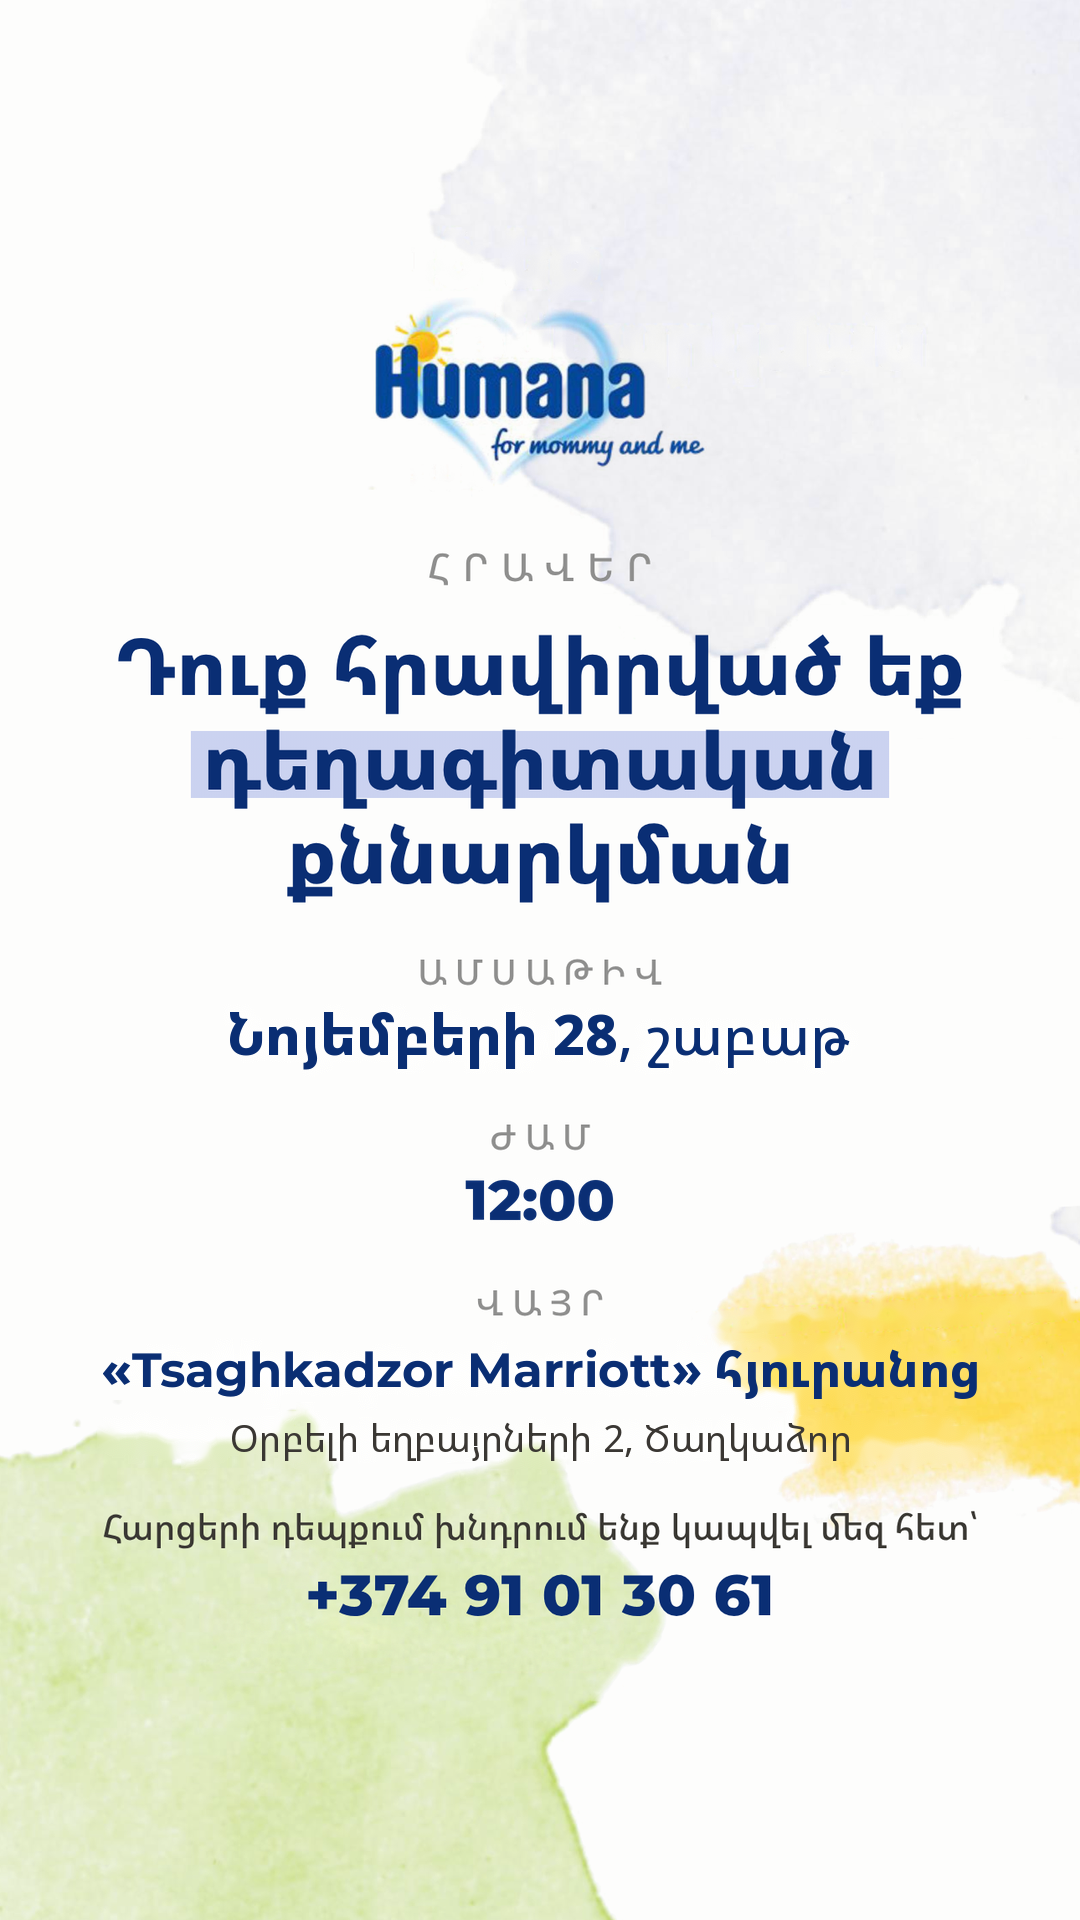 Humana
for mommy and me
ՀՐԱՎԵՐ
Դուք հրավիրված եք
դեղագիտական
քննարկման
ԱՄՍԱԹԻՎ
Նոյեմբերի 28, շաբաթ
ԺԱՄ
12:00
ՎԱՅՐ
«Tsaghkadzor Marriott» հյուրանոց
Օրբելի եղբայրների 2, Ծաղկաձոր
Հարցերի դեպքում խնդրում ենք կապվել մեզ հետ՝
+374 91 01 30 61